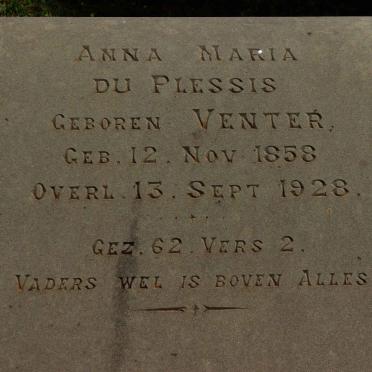 ANNA MARIA
DU PLESSIS
GEBOREN VENTER,
GEB. 12. NOV 1858
OVERL. 13. SEPT 1928.
GEZ. 62. VERS 2.
VADERS WEL IS BOVEN ALLES